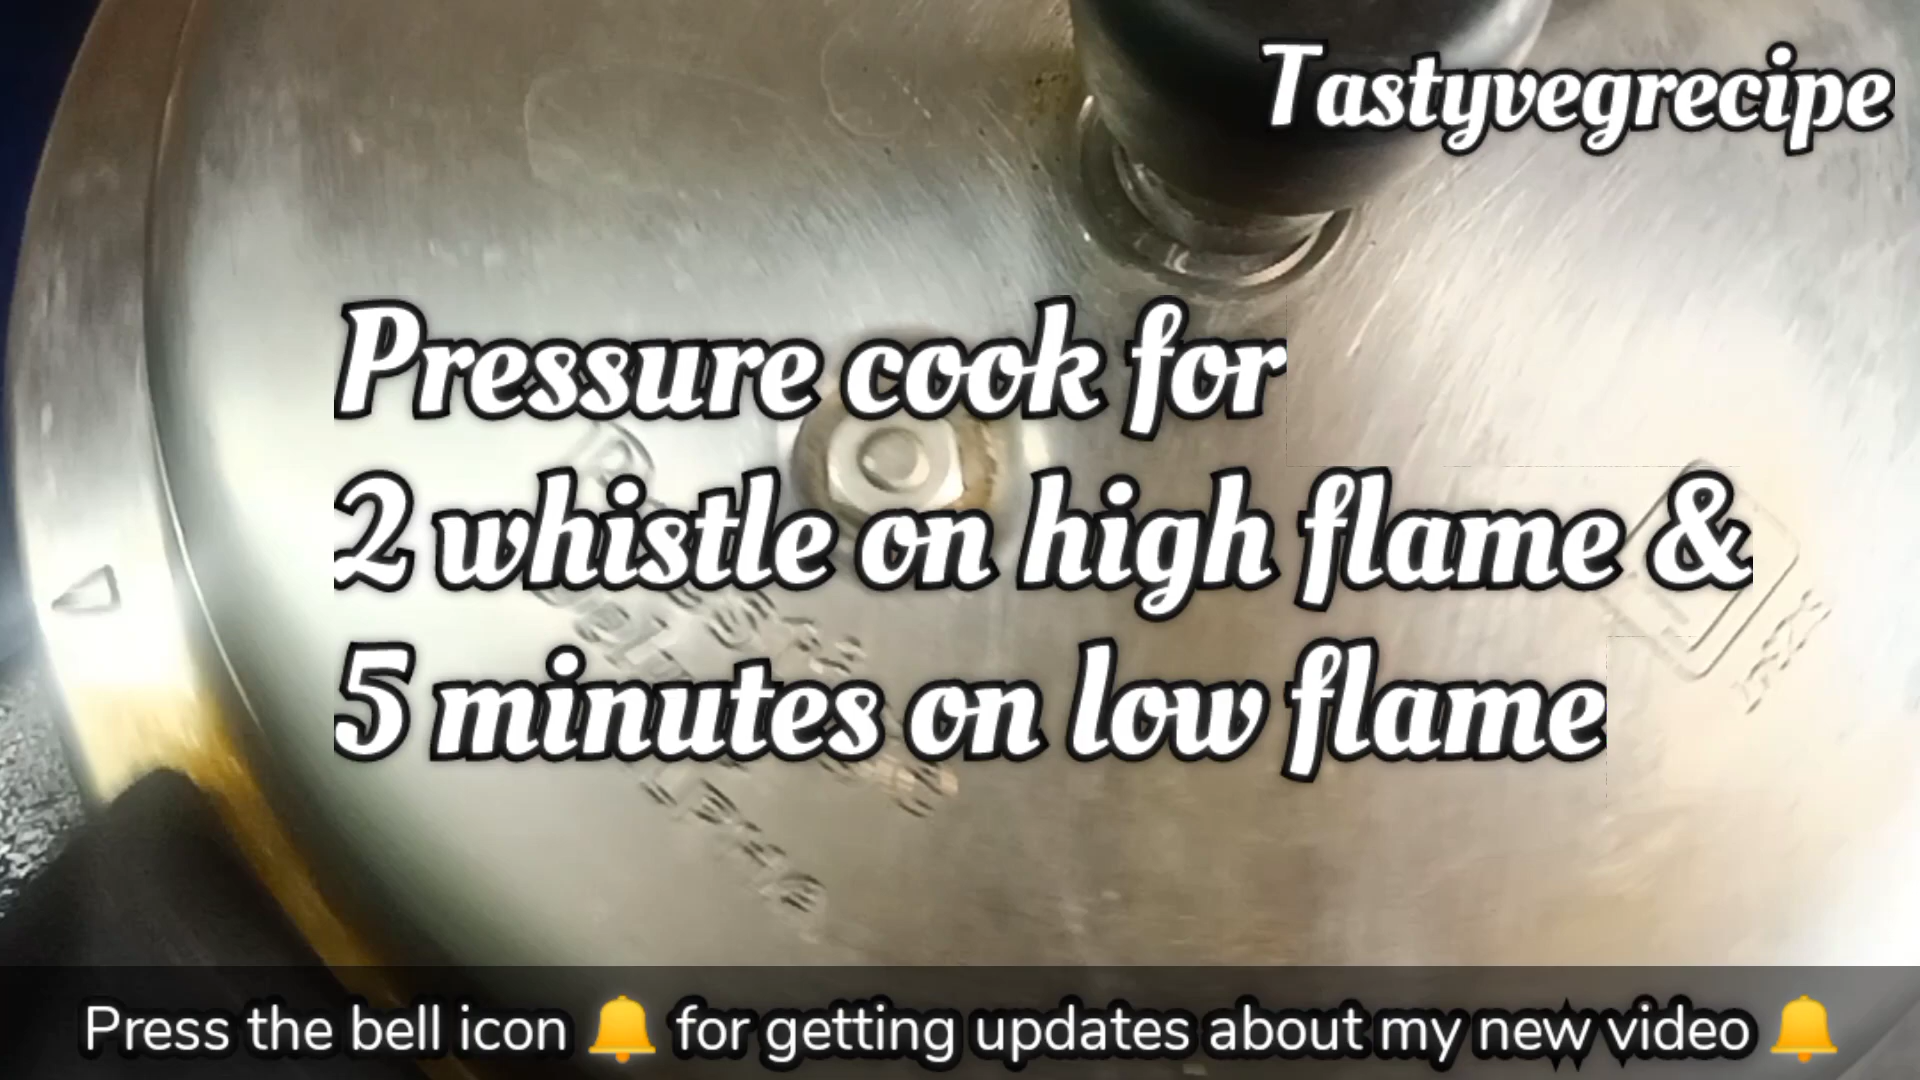 Tastyvegrecipe
Pressure cook for
2 whistle on high flame &
5 minutes on low flame
Press the bell icon 🔔 for getting updates about my new video 🔔